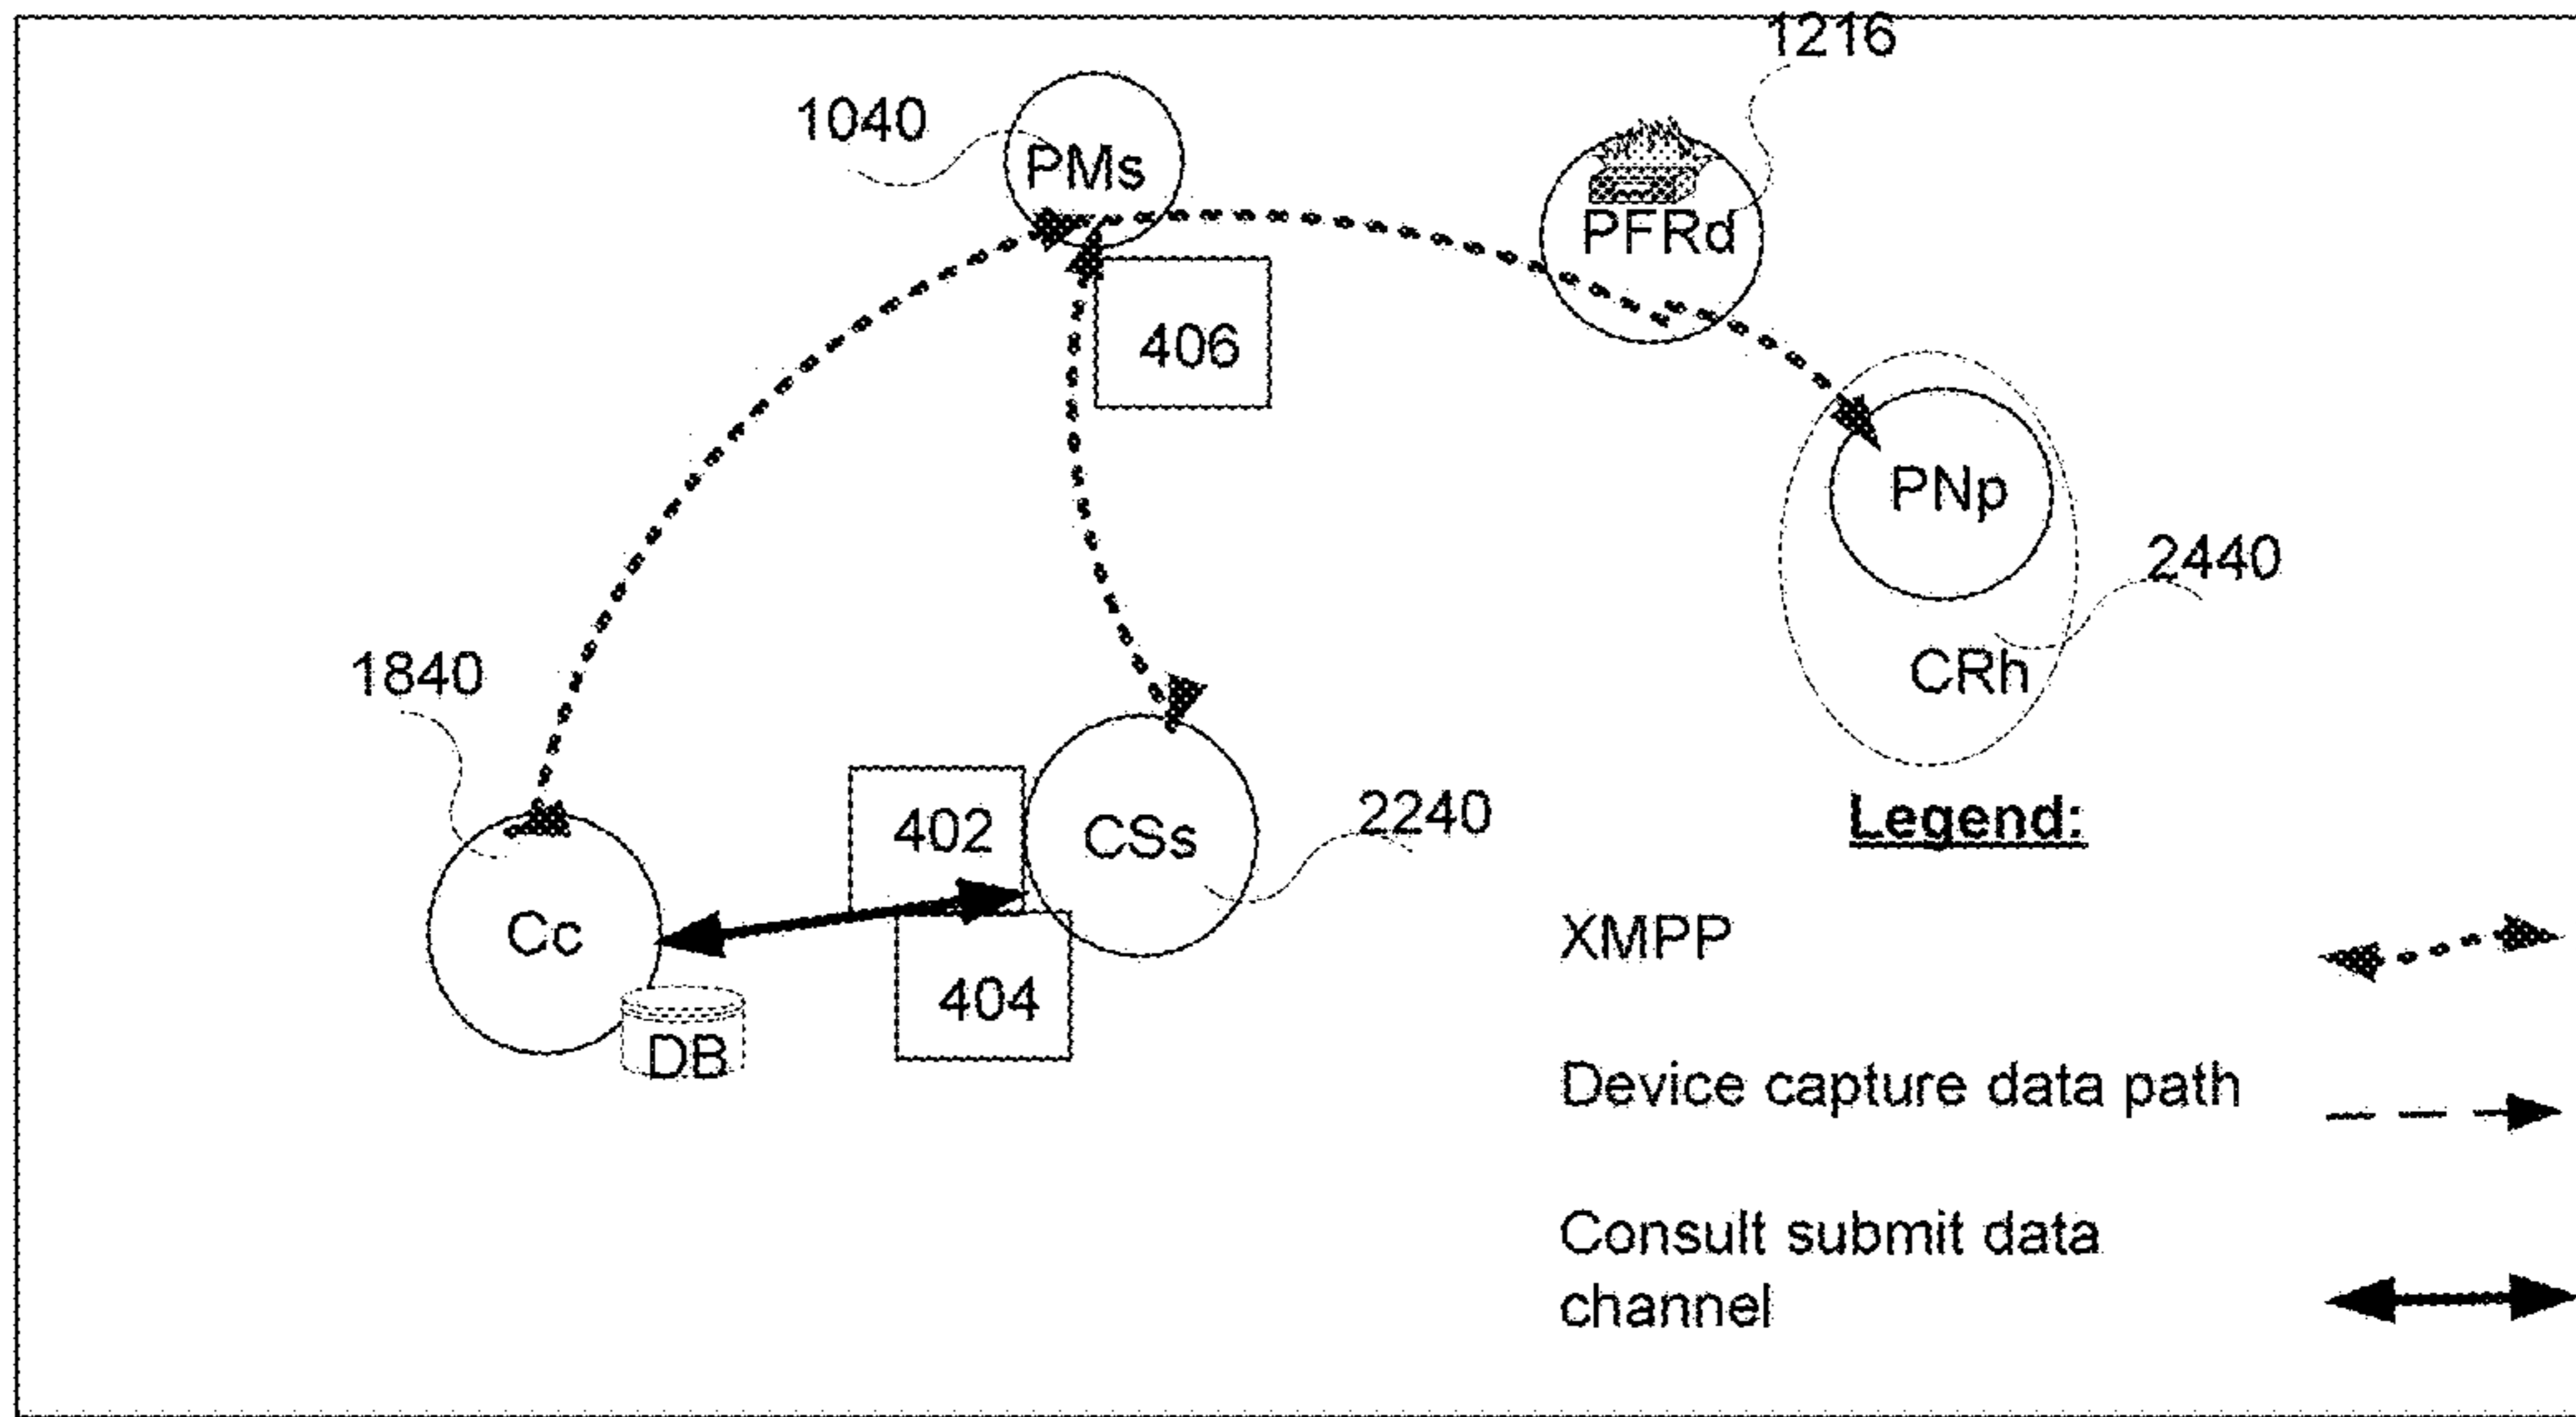 1216
1040
PMs
PFRd
406
PNp
2440
CRh
1840
402
CSs
2240
Cc
404
DB
Legend:
XMPP
Device capture data path
Consult submit data
channel